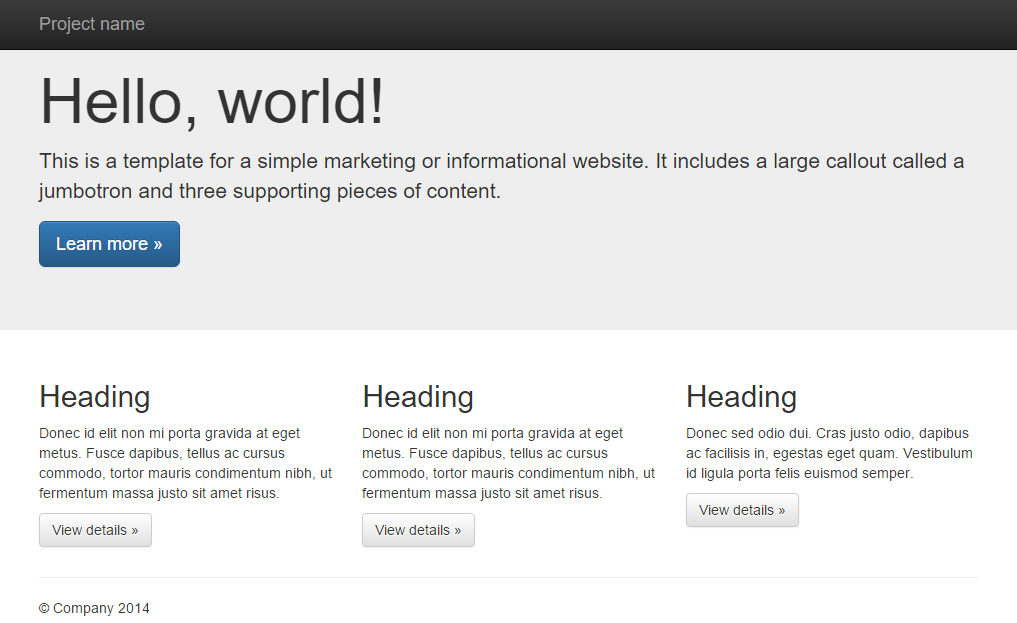 Project name
Hello, world!
This is a template for a simple marketing or informational website. It includes a large callout called a
jumbotron and three supporting pieces of content.
Learn more »
Heading
Donec id elit non mi porta gravida at eget
metus. Fusce dapibus, tellus ac cursus
commodo, tortor mauris condimentum nibh, ut
fermentum massa justo sit amet risus.
View details »
Heading
Donec id elit non mi porta gravida at eget
metus. Fusce dapibus, tellus ac cursus
commodo, tortor mauris condimentum nibh, ut
fermentum massa justo sit amet risus.
View details »
Heading
Donec sed odio dui. Cras justo odio, dapibus
ac facilisis in, egestas eget quam. Vestibulum
id ligula porta felis euismod semper.
View details »
© Company 2014